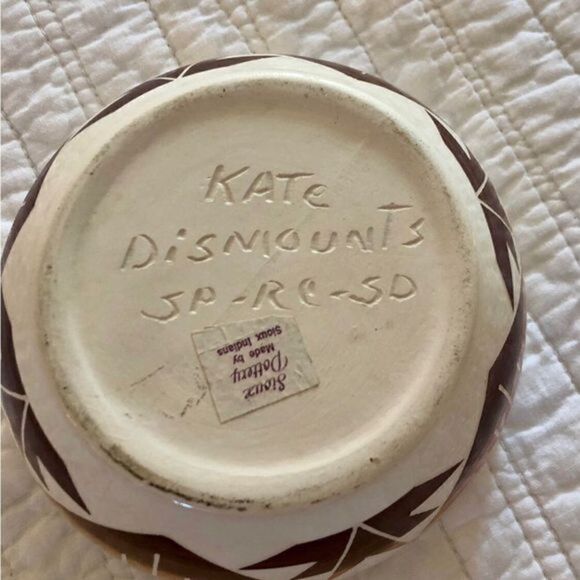 KATe
DiSMOUNTS
SP-RC-SD
Sioux
Pottery
Made by
Sioux Indians